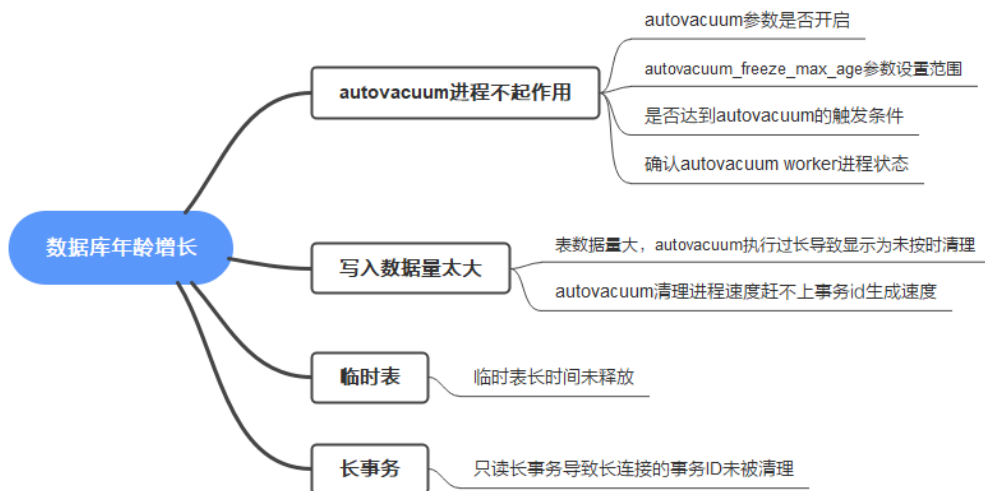 数据库年龄增长
autovacuum进程不起作用
autovacuum参数是否开启
autovacuum_freeze_max_age参数设置范围
是否达到autovacuum的触发条件
确认autovacuum worker进程状态
写入数据量太大
表数据量大，autovacuum执行过长导致显示为未按时清理
autovacuum清理进程速度赶不上事务id生成速度
临时表
临时表长时间未释放
长事务
只读长事务导致长连接的事务ID未被清理